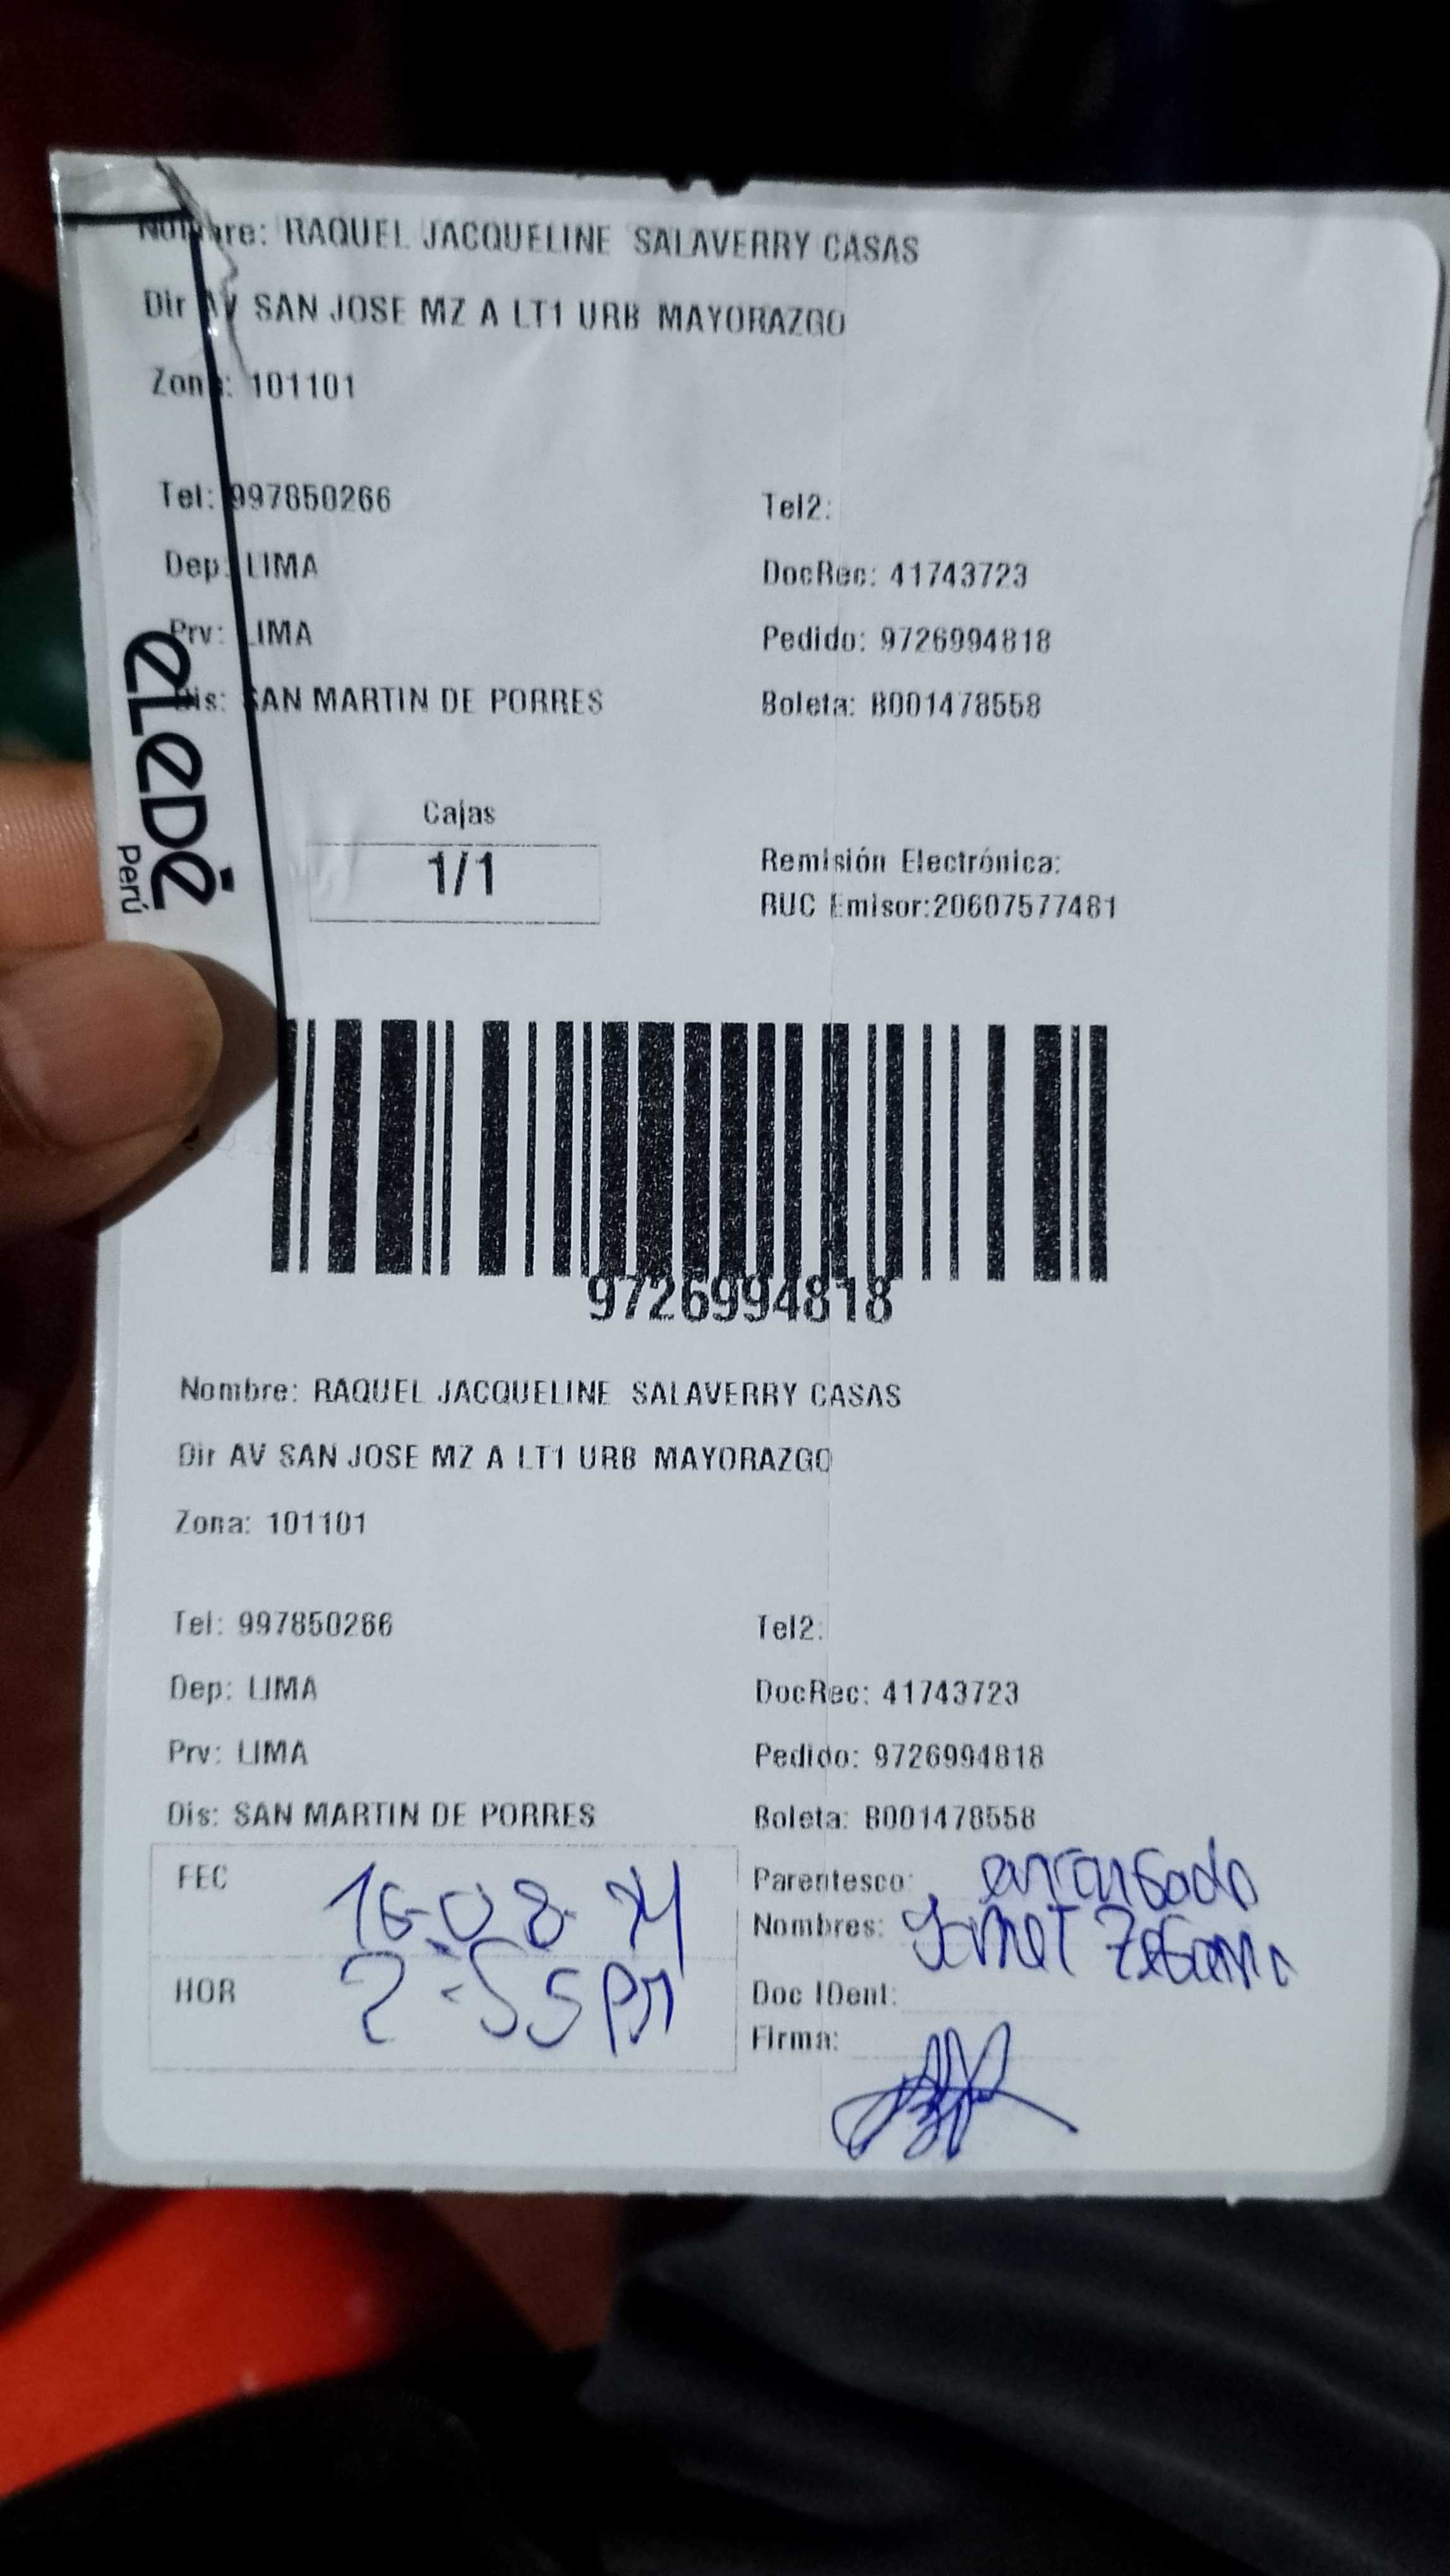 Nombre: RAQUEL JACQUELINE SALAVERRY CASAS
Dir AV SAN JOSE MZ A LT1 URB MAYORAZGO
Zona: 101101
Tel: 997850266 Tel2:
Dep: LIMA DocRec: 41743723
Prv: LIMA Pedido: 9726994818
Dis: SAN MARTIN DE PORRES Boleta: B001478558
eLeDé
Perú
Cajas
1/1
Remisión Electrónica:
RUC Emisor:20607577481
9726994818
Nombre: RAQUEL JACQUELINE SALAVERRY CASAS
Dir AV SAN JOSE MZ A LT1 URB MAYORAZGO
Zona: 101101
Tel: 997850266 Tel2:
Dep: LIMA DocRec: 41743723
Prv: LIMA Pedido: 9726994818
Dis: SAN MARTIN DE PORRES Boleta: B001478558
FEC 16-08-24
HOR 2:55 PM
Parentesco: encargado
Nombres:
Doc IDent:
Firma: